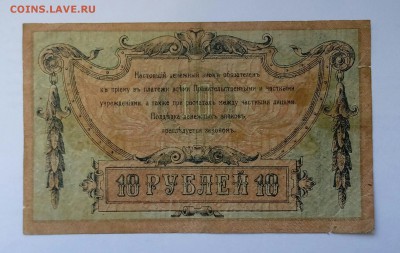 COINS.LAVE.RU
Настоящій денежный знакъ обязателенъ
къ пріему въ платежи всѣми Правительственными и частными
учрежденіями, а также при расчетахъ между частными лицами.
Поддѣлка денежныхъ знаковъ
преслѣдуется закономъ.
10 РУБЛЕЙ 10